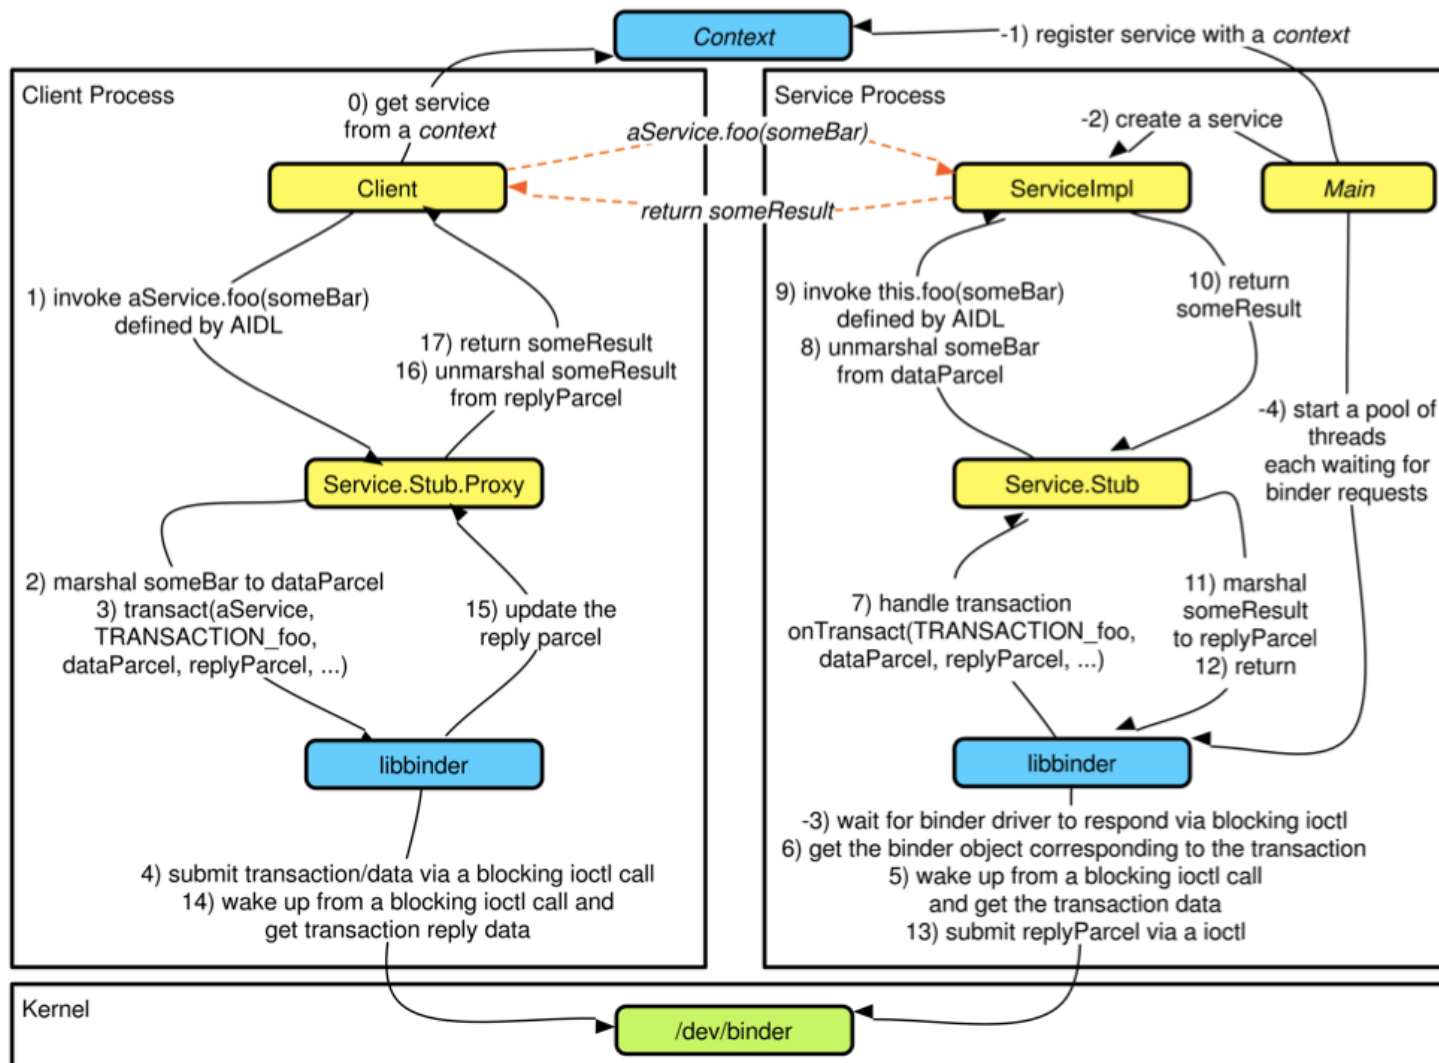 Context
-1) register service with a context
Client Process
0) get service
from a context
aService.foo(someBar)
Service Process
-2) create a service
Client
ServiceImpl
Main
return someResult
1) invoke aService.foo(someBar)
defined by AIDL
17) return someResult
16) unmarshal someResult
from replyParcel
9) invoke this.foo(someBar)
defined by AIDL
8) unmarshal someBar
from dataParcel
10) return
someResult
-4) start a pool of
threads
each waiting for
binder requests
Service.Stub.Proxy
Service.Stub
2) marshal someBar to dataParcel
3) transact(aService,
TRANSACTION_foo,
dataParcel, replyParcel, ...)
15) update the
reply parcel
7) handle transaction
onTransact(TRANSACTION_foo,
dataParcel, replyParcel, ...)
11) marshal
someResult
to replyParcel
12) return
libbinder
libbinder
4) submit transaction/data via a blocking ioctl call
14) wake up from a blocking ioctl call and
get transaction reply data
-3) wait for binder driver to respond via blocking ioctl
6) get the binder object corresponding to the transaction
5) wake up from a blocking ioctl call
and get the transaction data
13) submit replyParcel via a ioctl
Kernel
/dev/binder